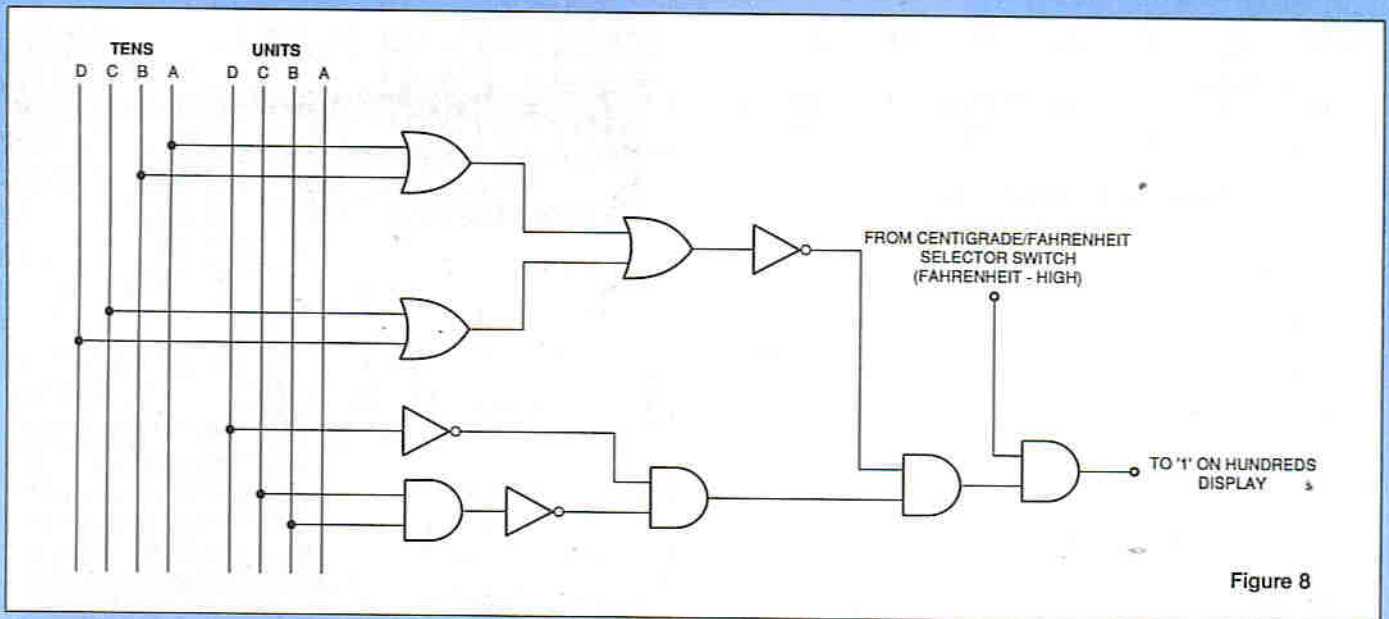 TENS
UNITS
D C B A
D C B A
FROM CENTIGRADE/FAHRENHEIT
SELECTOR SWITCH
(FAHRENHEIT - HIGH)
TO '1' ON HUNDREDS
DISPLAY
Figure 8